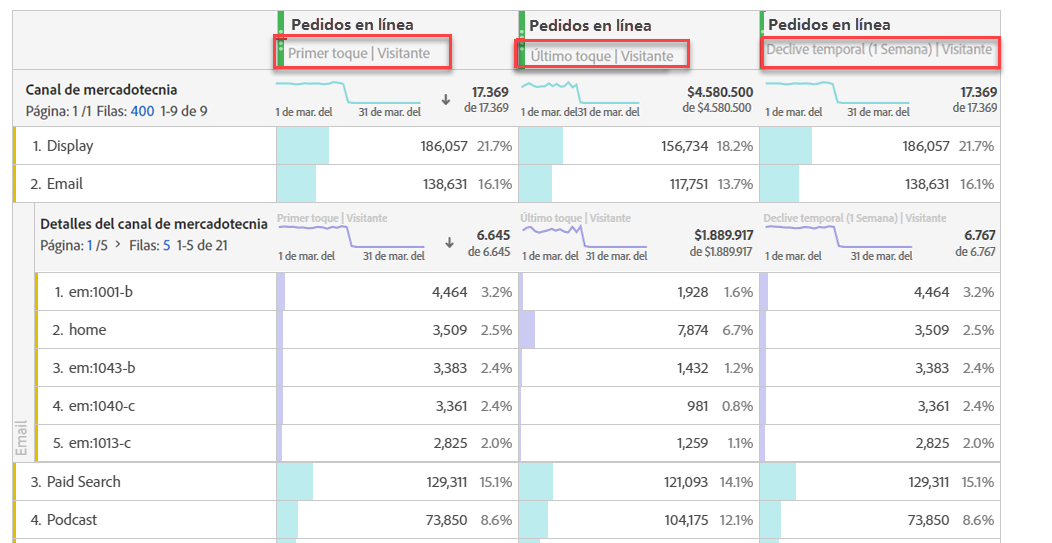 Pedidos en línea Pedidos en línea Pedidos en línea
Primer toque | Visitante Último toque | Visitante Declive temporal (1 Semana) | Visitante
Canal de mercadotecnia 17.369 $4.580.500 17.369
Página: 1 /1 Filas: 400 1-9 de 9 de 17.369 de $4.580.500 de 17.369
1 de mar. del 31 de mar. del 1 de mar. del 31 de mar. del 1 de mar. del 31 de mar. del
1. Display 186,057 21.7% 156,734 18.2% 186,057 21.7%
2. Email 138,631 16.1% 117,751 13.7% 138,631 16.1%
Primer toque | Visitante Último toque | Visitante Declive temporal (1 Semana) | Visitante
Detalles del canal de mercadotecnia 6.645 $1.889.917 6.767
Página: 1 /5 > Filas: 5 1-5 de 21 de 6.645 de $1.889.917 de 6.767
1 de mar. del 31 de mar. del 1 de mar. del 31 de mar. del 1 de mar. del 31 de mar. del
Email
1. em:1001-b 4,464 3.2% 1,928 1.6% 4,464 3.2%
2. home 3,509 2.5% 7,874 6.7% 3,509 2.5%
3. em:1043-b 3,383 2.4% 1,432 1.2% 3,383 2.4%
4. em:1040-c 3,361 2.4% 981 0.8% 3,361 2.4%
5. em:1013-c 2,825 2.0% 1,259 1.1% 2,825 2.0%
3. Paid Search 129,311 15.1% 121,093 14.1% 129,311 15.1%
4. Podcast 73,850 8.6% 104,175 12.1% 73,850 8.6%